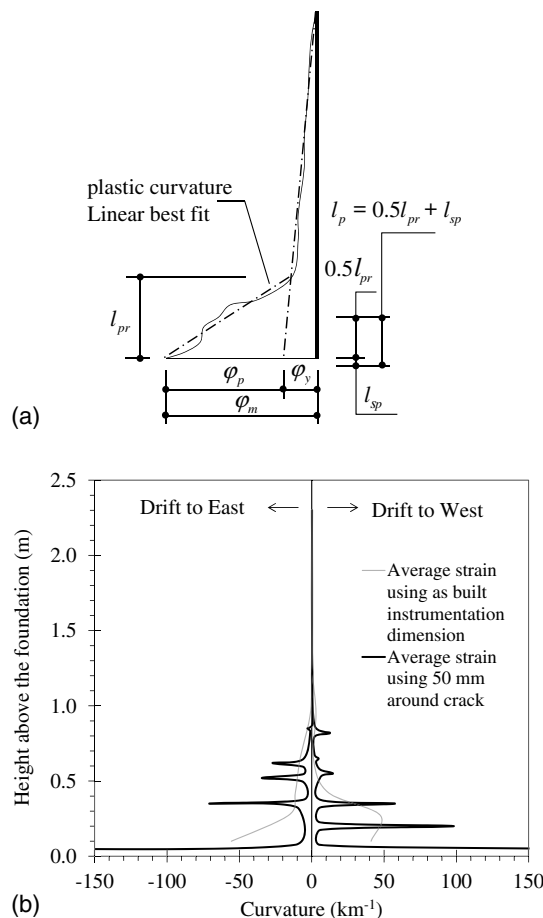 plastic curvature
Linear best fit
l_p = 0.5l_pr + l_sp
0.5l_pr
l_pr
φ_p
φ_y
φ_m
l_sp
(a)
2.5
2.0
1.5
1.0
0.5
0.0
Height above the foundation (m)
Drift to East
Drift to West
Average strain
using as built
instrumentation
dimension
Average strain
using 50 mm
around crack
-150
-100
-50
0
50
100
150
Curvature (km⁻¹)
(b)